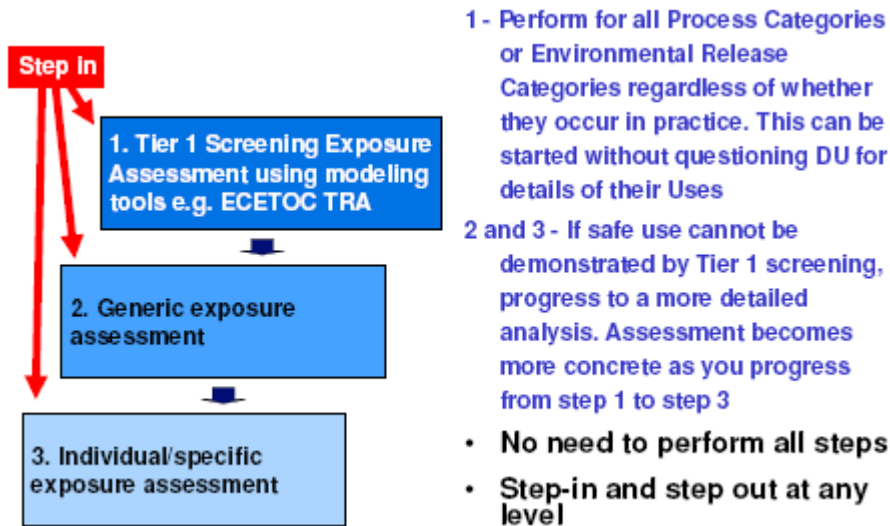 Step in
1. Tier 1 Screening Exposure
Assessment using modeling
tools e.g. ECETOC TRA
2. Generic exposure
assessment
3. Individual/specific
exposure assessment
1 - Perform for all Process Categories
or Environmental Release
Categories regardless of whether
they occur in practice. This can be
started without questioning DU for
details of their Uses
2 and 3 - If safe use cannot be
demonstrated by Tier 1 screening,
progress to a more detailed
analysis. Assessment becomes
more concrete as you progress
from step 1 to step 3
• No need to perform all steps
• Step-in and step out at any
level